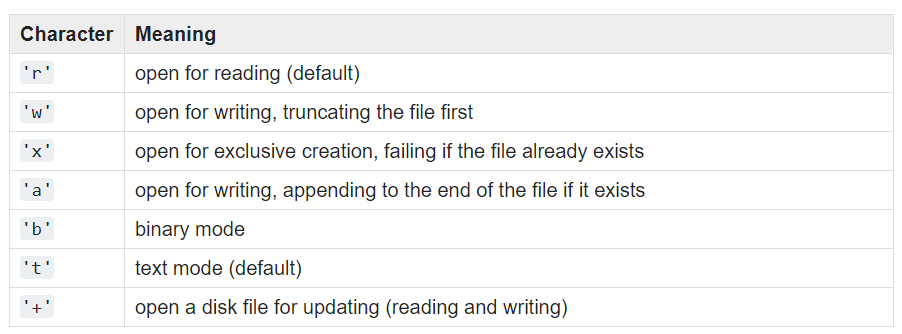 Character Meaning
'r' open for reading (default)
'w' open for writing, truncating the file first
'x' open for exclusive creation, failing if the file already exists
'a' open for writing, appending to the end of the file if it exists
'b' binary mode
't' text mode (default)
'+' open a disk file for updating (reading and writing)